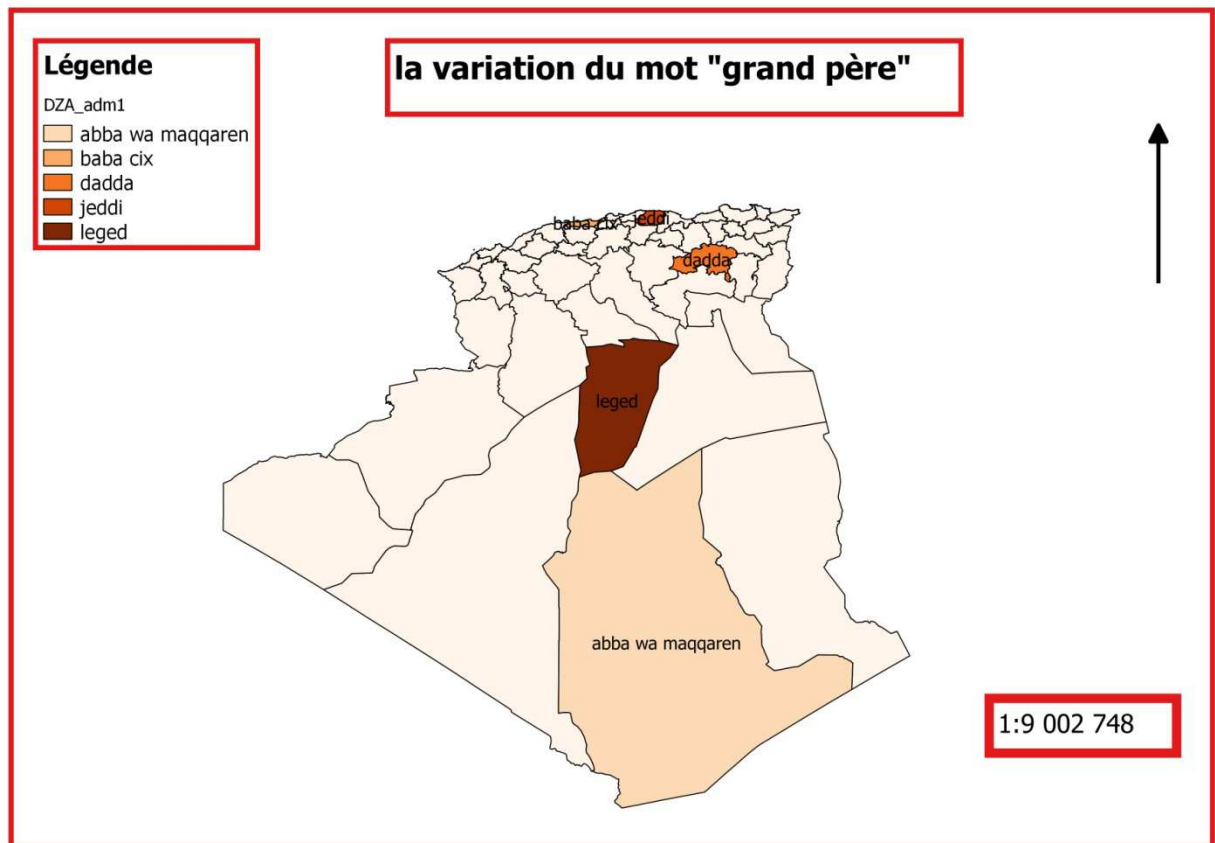 Légende
DZA_adm1
abba wa maqqaren
baba cix
dadda
jeddi
leged
la variation du mot "grand père"
baba cix
jeddi
dadda
leged
abba wa maqqaren
1:9 002 748